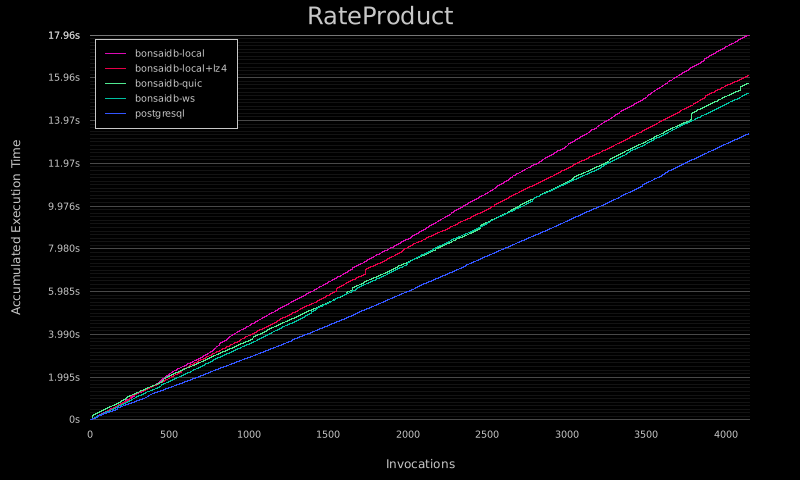 RateProduct
17.96s
15.96s
13.97s
11.97s
9.976s
7.980s
5.985s
3.990s
1.995s
0s
bonsaidb-local
bonsaidb-local+lz4
bonsaidb-quic
bonsaidb-ws
postgresql
Accumulated Execution Time
0 500 1000 1500 2000 2500 3000 3500 4000
Invocations